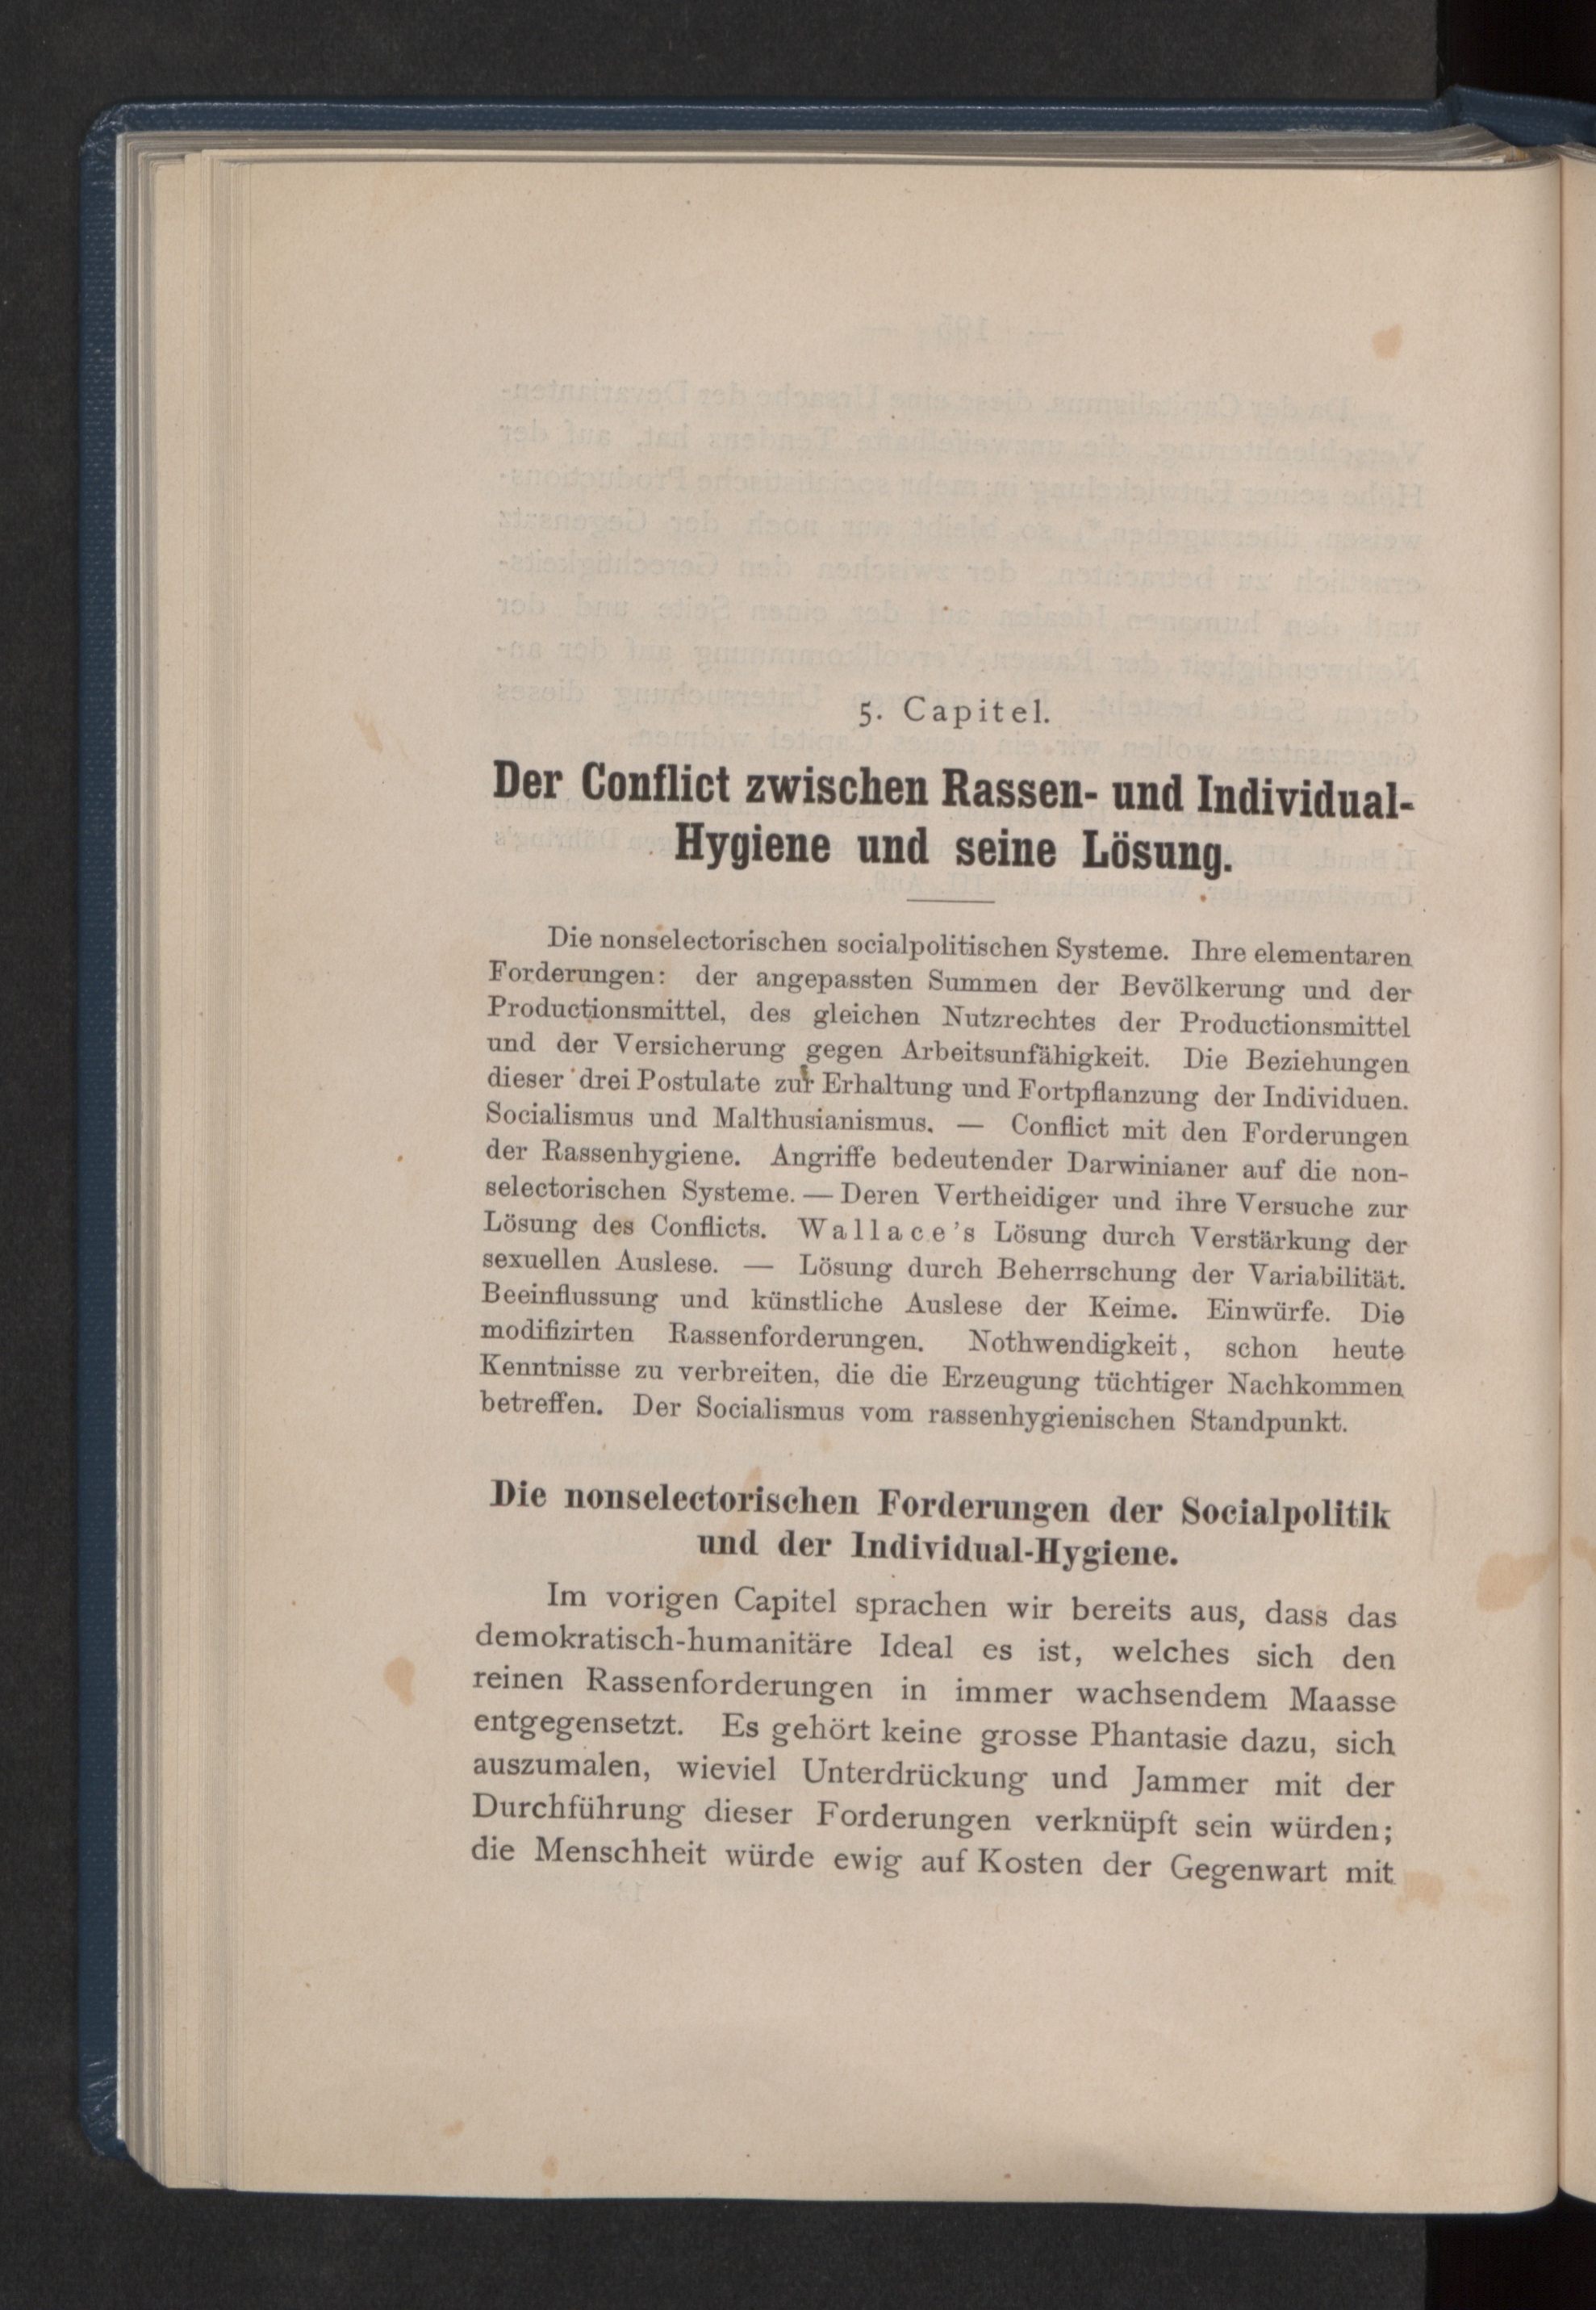 5. Capitel.
Der Conflict zwischen Rassen- und Individual-
Hygiene und seine Lösung.
Die nonselectorischen socialpolitischen Systeme. Ihre elementaren
Forderungen: der angepassten Summen der Bevölkerung und der
Productionsmittel, des gleichen Nutzrechtes der Productionsmittel
und der Versicherung gegen Arbeitsunfähigkeit. Die Beziehungen
dieser drei Postulate zur Erhaltung und Fortpflanzung der Individuen.
Socialismus und Malthusianismus. — Conflict mit den Forderungen
der Rassenhygiene. Angriffe bedeutender Darwinianer auf die non-
selectorischen Systeme. — Deren Vertheidiger und ihre Versuche zur
Lösung des Conflicts. Wallace's Lösung durch Verstärkung der
sexuellen Auslese. — Lösung durch Beherrschung der Variabilität.
Beeinflussung und künstliche Auslese der Keime. Einwürfe. Die
modifizirten Rassenforderungen. Nothwendigkeit, schon heute
Kenntnisse zu verbreiten, die die Erzeugung tüchtiger Nachkommen
betreffen. Der Socialismus vom rassenhygienischen Standpunkt.
Die nonselectorischen Forderungen der Socialpolitik
und der Individual-Hygiene.
Im vorigen Capitel sprachen wir bereits aus, dass das
demokratisch-humanitäre Ideal es ist, welches sich den
reinen Rassenforderungen in immer wachsendem Maasse
entgegensetzt. Es gehört keine grosse Phantasie dazu, sich
auszumalen, wieviel Unterdrückung und Jammer mit der
Durchführung dieser Forderungen verknüpft sein würden;
die Menschheit würde ewig auf Kosten der Gegenwart mit